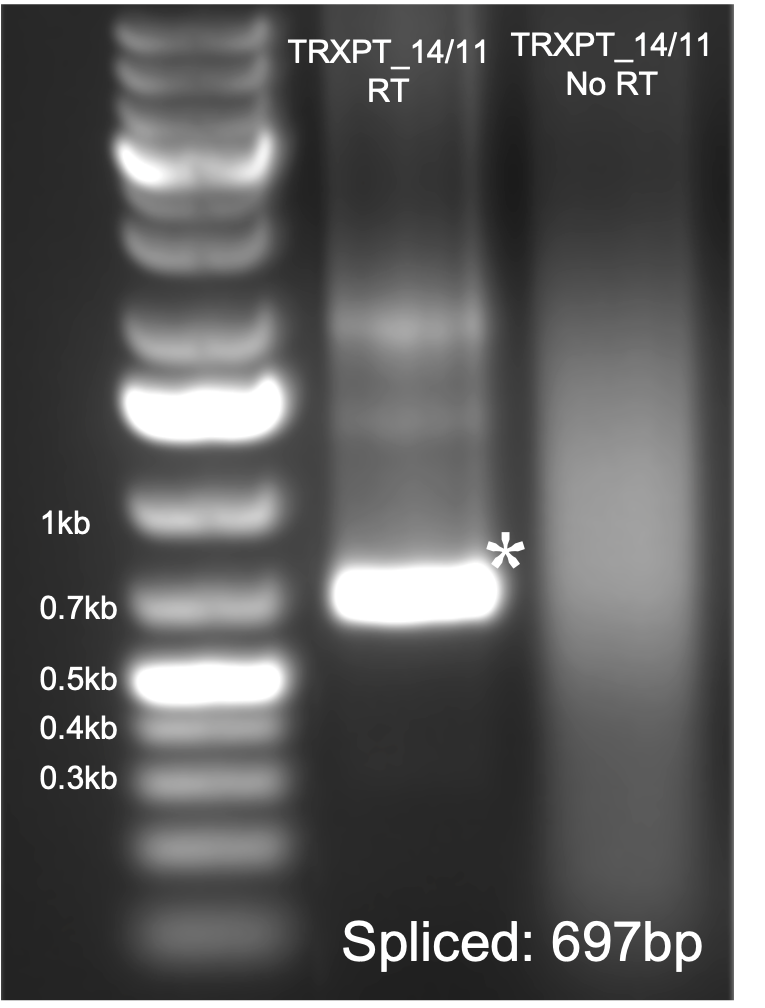 TRXPT_14/11
RT
TRXPT_14/11
No RT
1kb
*
0.7kb
0.5kb
0.4kb
0.3kb
Spliced: 697bp